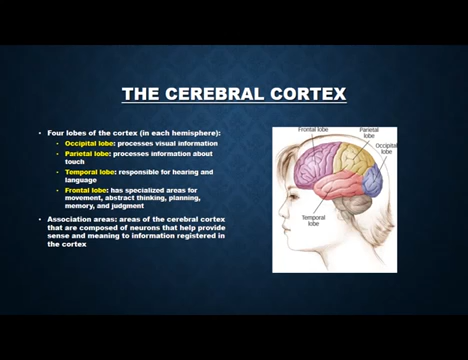 THE CEREBRAL CORTEX
• Four lobes of the cortex (in each hemisphere):
• Occipital lobe: processes visual information
• Parietal lobe: processes information about
touch
• Temporal lobe: responsible for hearing and
language
• Frontal lobe: has specialized areas for
movement, abstract thinking, planning,
memory, and judgment
• Association areas: areas of the cerebral cortex
that are composed of neurons that help provide
sense and meaning to information registered in
the cortex
Frontal lobe
Parietal
lobe
Occipital
lobe
Temporal
lobe